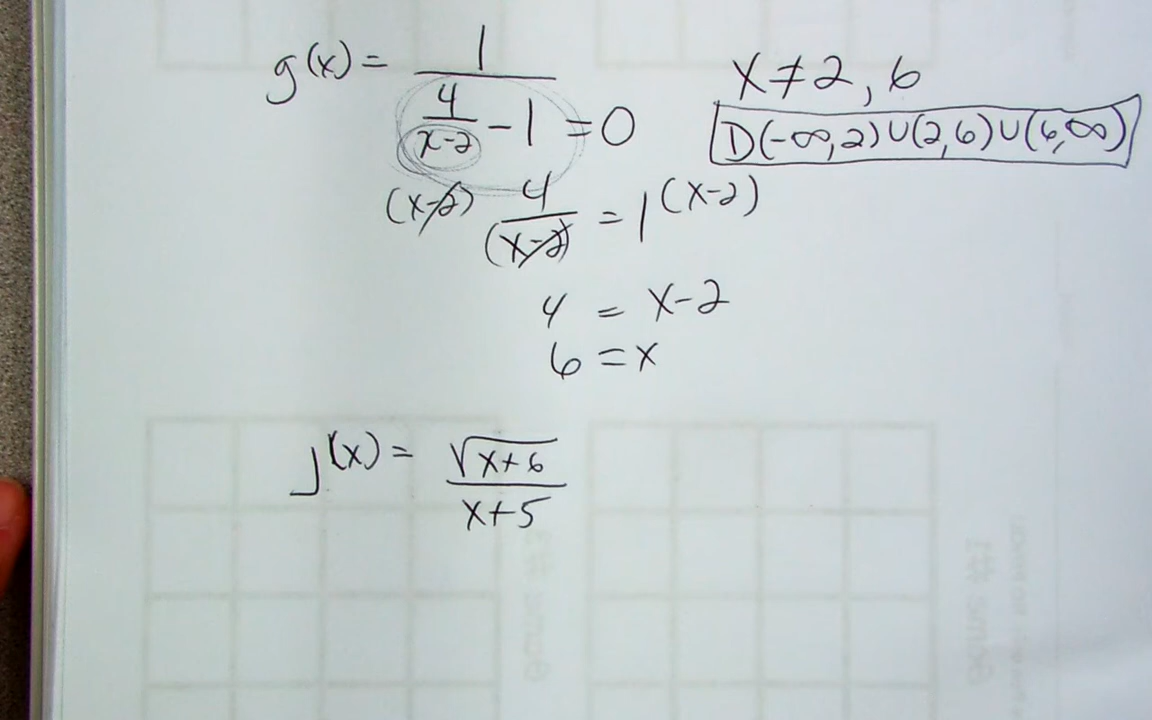 g(x) = 1 / (4/(x-2) - 1) = 0
x ≠ 2, 6
D(-∞,2)∪(2,6)∪(6,∞)
(x-2) 4/(x-2) = 1(x-2)
4 = x-2
6 = x
j(x) = √(x+6) / (x+5)